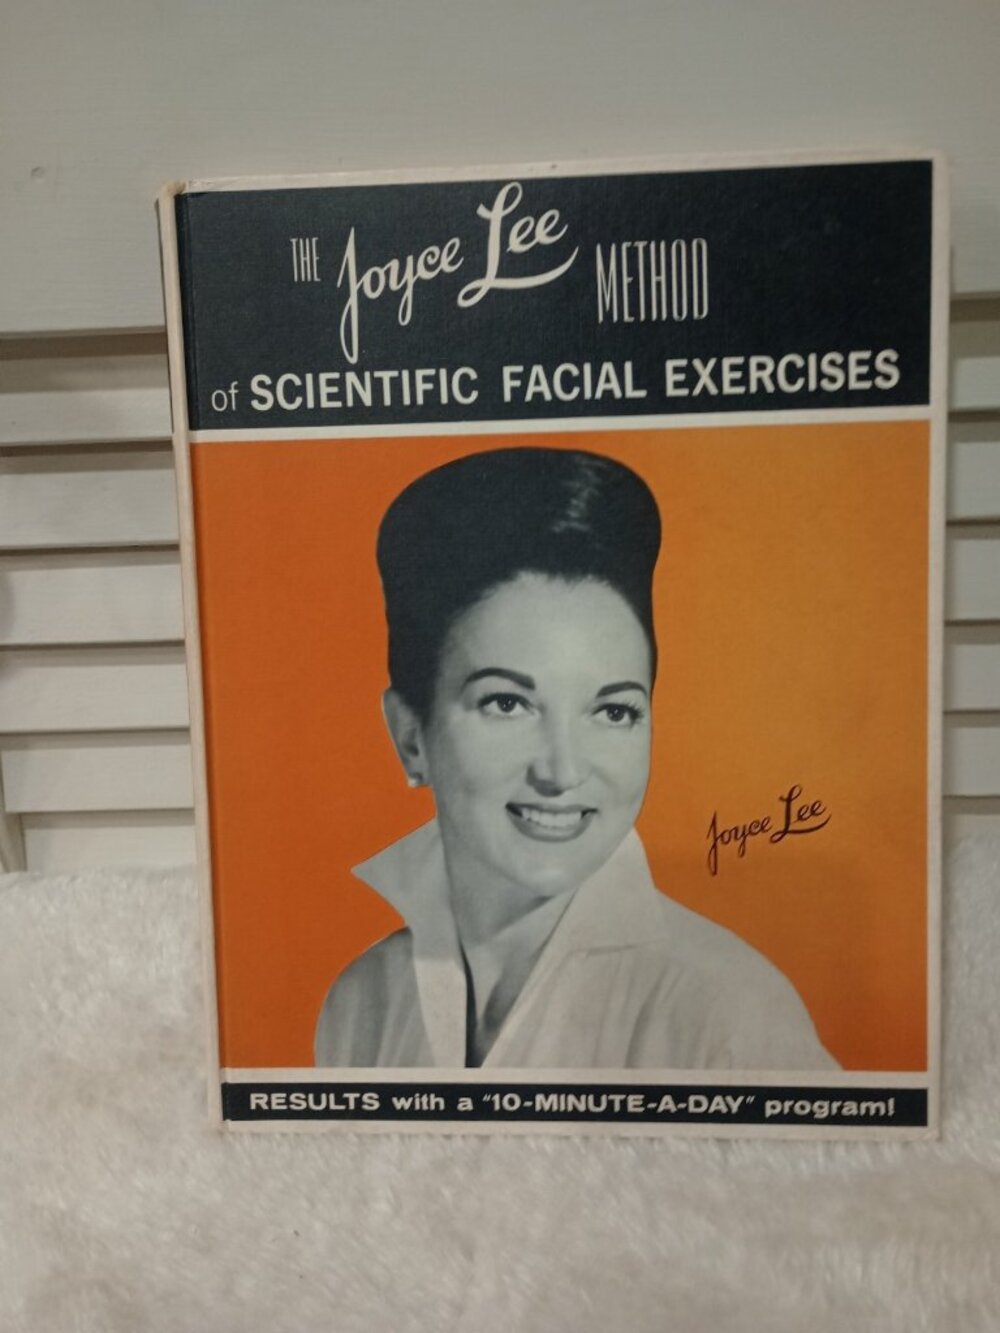 THE Joyce Lee METHOD
of SCIENTIFIC FACIAL EXERCISES
Joyce Lee
RESULTS with a "10-MINUTE-A-DAY" program!